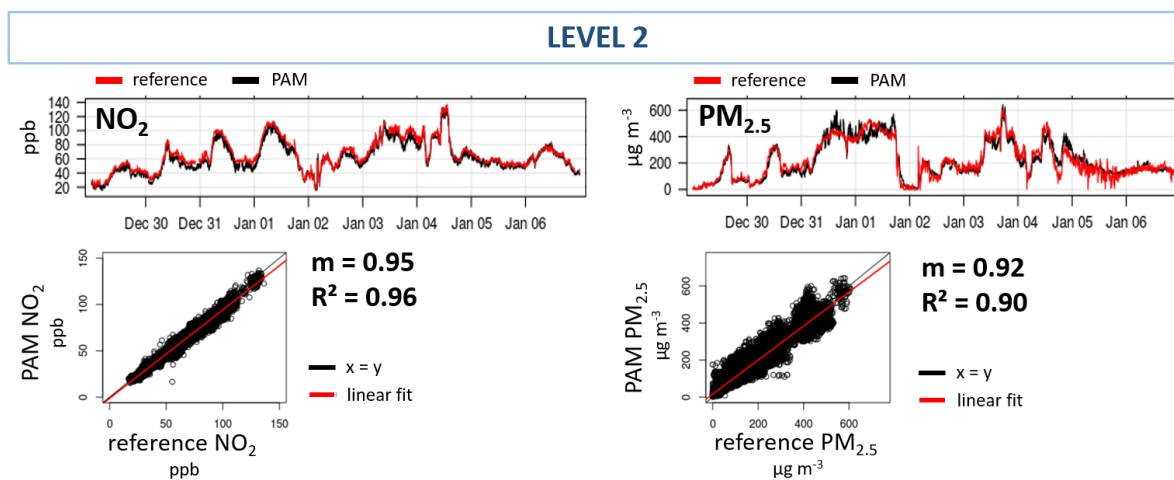 LEVEL 2
reference PAM
NO₂
ppb
140
120
100
80
60
40
20
Dec 30 Dec 31 Jan 01 Jan 02 Jan 03 Jan 04 Jan 05 Jan 06
reference PAM
PM₂.₅
µg m⁻³
600
400
200
0
Dec 30 Dec 31 Jan 01 Jan 02 Jan 03 Jan 04 Jan 05 Jan 06
m = 0.95
R² = 0.96
PAM NO₂
ppb
150
100
50
0
0 50 100 150
reference NO₂
ppb
x = y
linear fit
m = 0.92
R² = 0.90
PAM PM₂.₅
µg m⁻³
600
400
200
0
0 200 400 600
reference PM₂.₅
µg m⁻³
x = y
linear fit